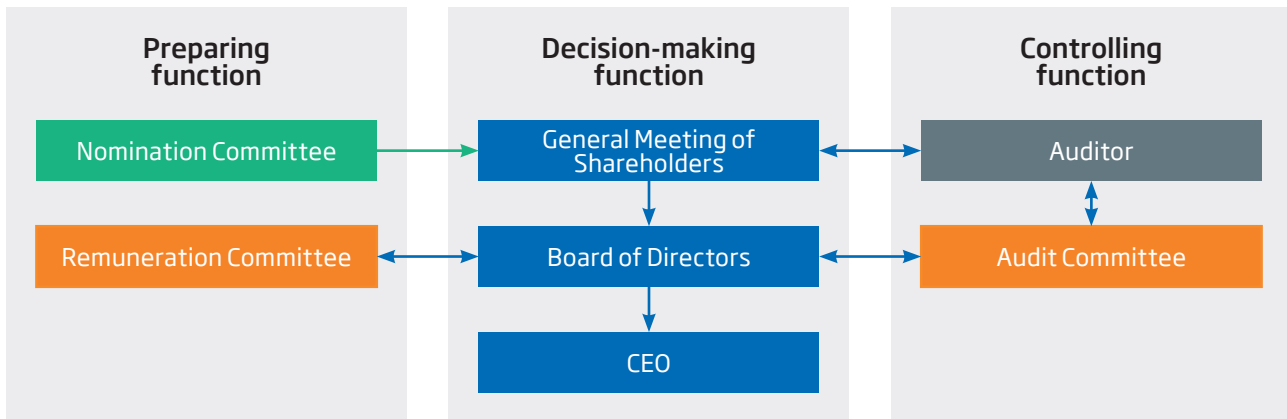 Preparing
function
Decision-making
function
Controlling
function
Nomination Committee
General Meeting of
Shareholders
Auditor
Remuneration Committee
Board of Directors
Audit Committee
CEO